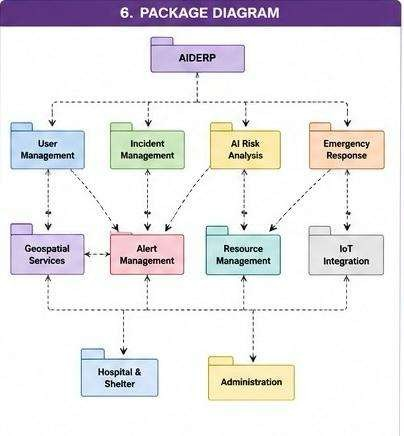 6. PACKAGE DIAGRAM
AIDERP
User
Management
Incident
Management
AI Risk
Analysis
Emergency
Response
Geospatial
Services
Alert
Management
Resource
Management
IoT
Integration
Hospital &
Shelter
Administration